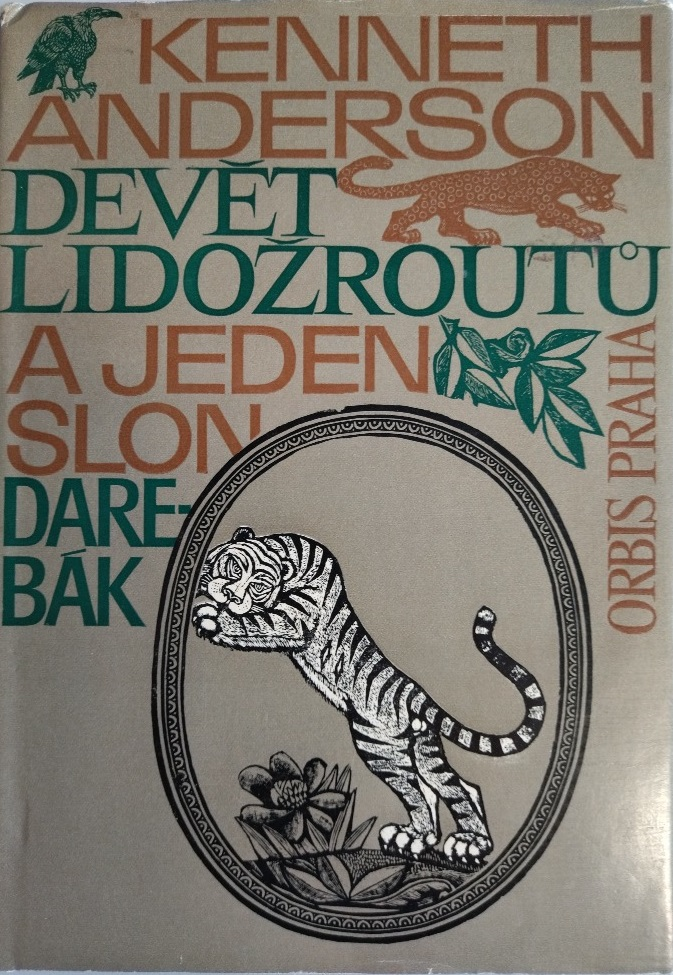 KENNETH
ANDERSON
DEVĚT
LIDOŽROUTŮ
A JEDEN
SLON
DARE-
BÁK
ORBIS PRAHA